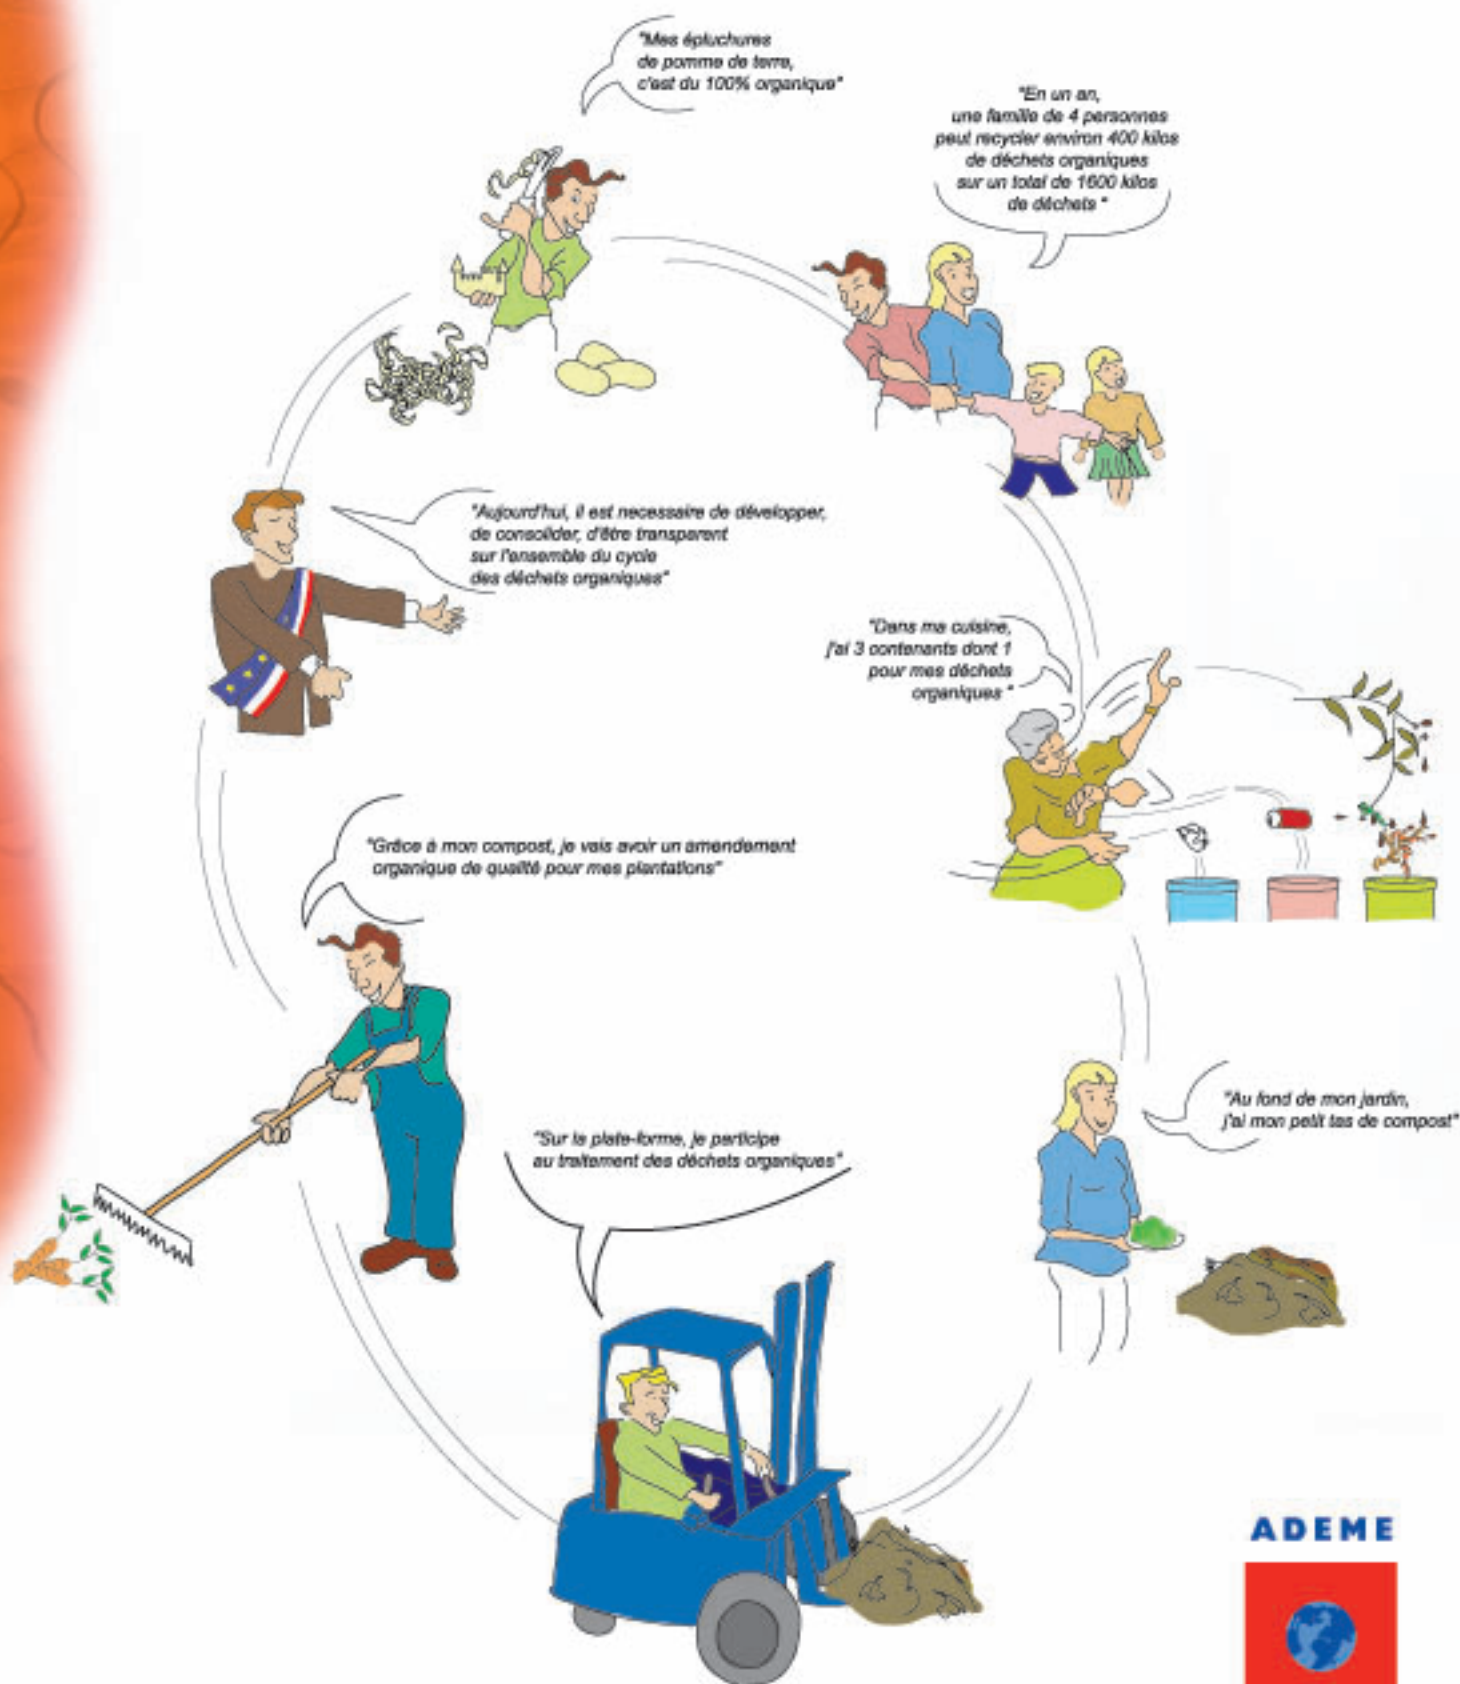 "Mes épluchures
de pomme de terre,
c'est du 100% organique"
"En un an,
une famille de 4 personnes
peut recycler environ 400 kilos
de déchets organiques
sur un total de 1600 kilos
de déchets "
"Aujourd'hui, il est necessaire de développer,
de consolider, d'être transparent
sur l'ensemble du cycle
des déchets organiques"
"Dans ma cuisine,
j'ai 3 contenants dont 1
pour mes déchets
organiques "
"Grâce à mon compost, je vais avoir un amendement
organique de qualité pour mes plantations"
"Au fond de mon jardin,
j'ai mon petit tas de compost"
"Sur la plate-forme, je participe
au traitement des déchets organiques"
ADEME